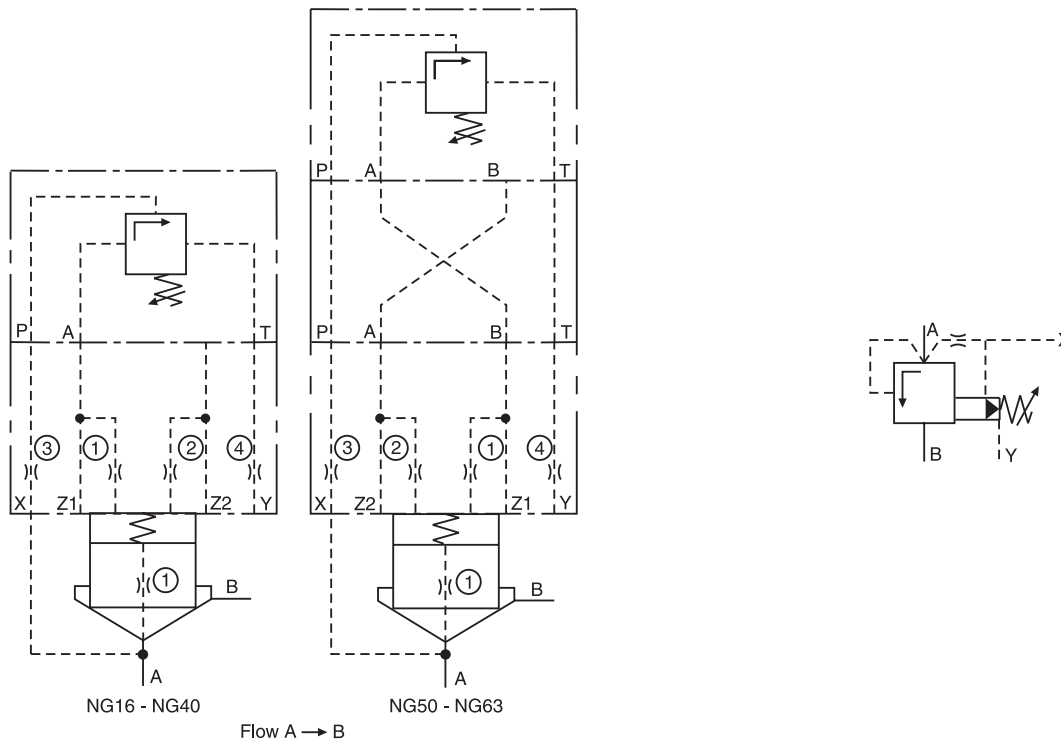 P A B T
P A T
P A B T
A
③ ① ② ④
③ ② ① ④
X Z1 Z2 Y
X Z2 Z1 Y
B Y
① B
① B
A
A
NG16 - NG40
NG50 - NG63
Flow A → B